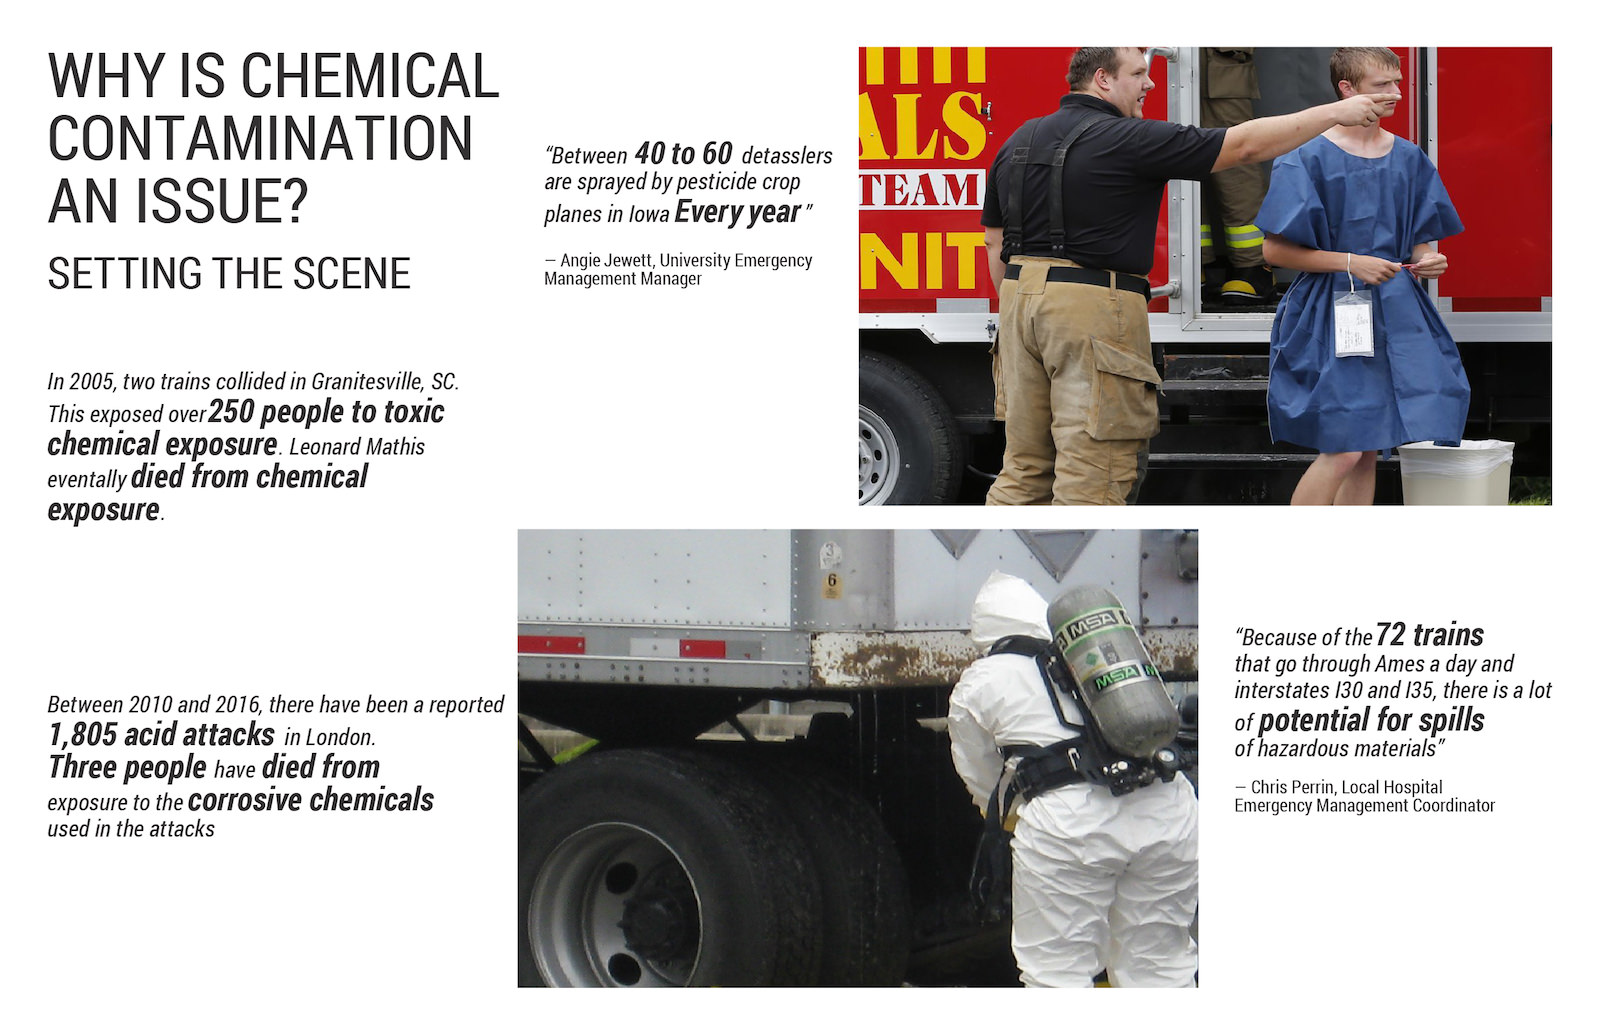 WHY IS CHEMICAL
CONTAMINATION
AN ISSUE?
SETTING THE SCENE
In 2005, two trains collided in Granitesville, SC.
This exposed over 250 people to toxic
chemical exposure. Leonard Mathis
eventally died from chemical
exposure.
Between 2010 and 2016, there have been a reported
1,805 acid attacks in London.
Three people have died from
exposure to the corrosive chemicals
used in the attacks
“Between 40 to 60 detasslers
are sprayed by pesticide crop
planes in Iowa Every year”
– Angie Jewett, University Emergency
Management Manager
ALS
TEAM
NIT
3
6
MSA
MSA
“Because of the 72 trains
that go through Ames a day and
interstates I30 and I35, there is a lot
of potential for spills
of hazardous materials”
– Chris Perrin, Local Hospital
Emergency Management Coordinator